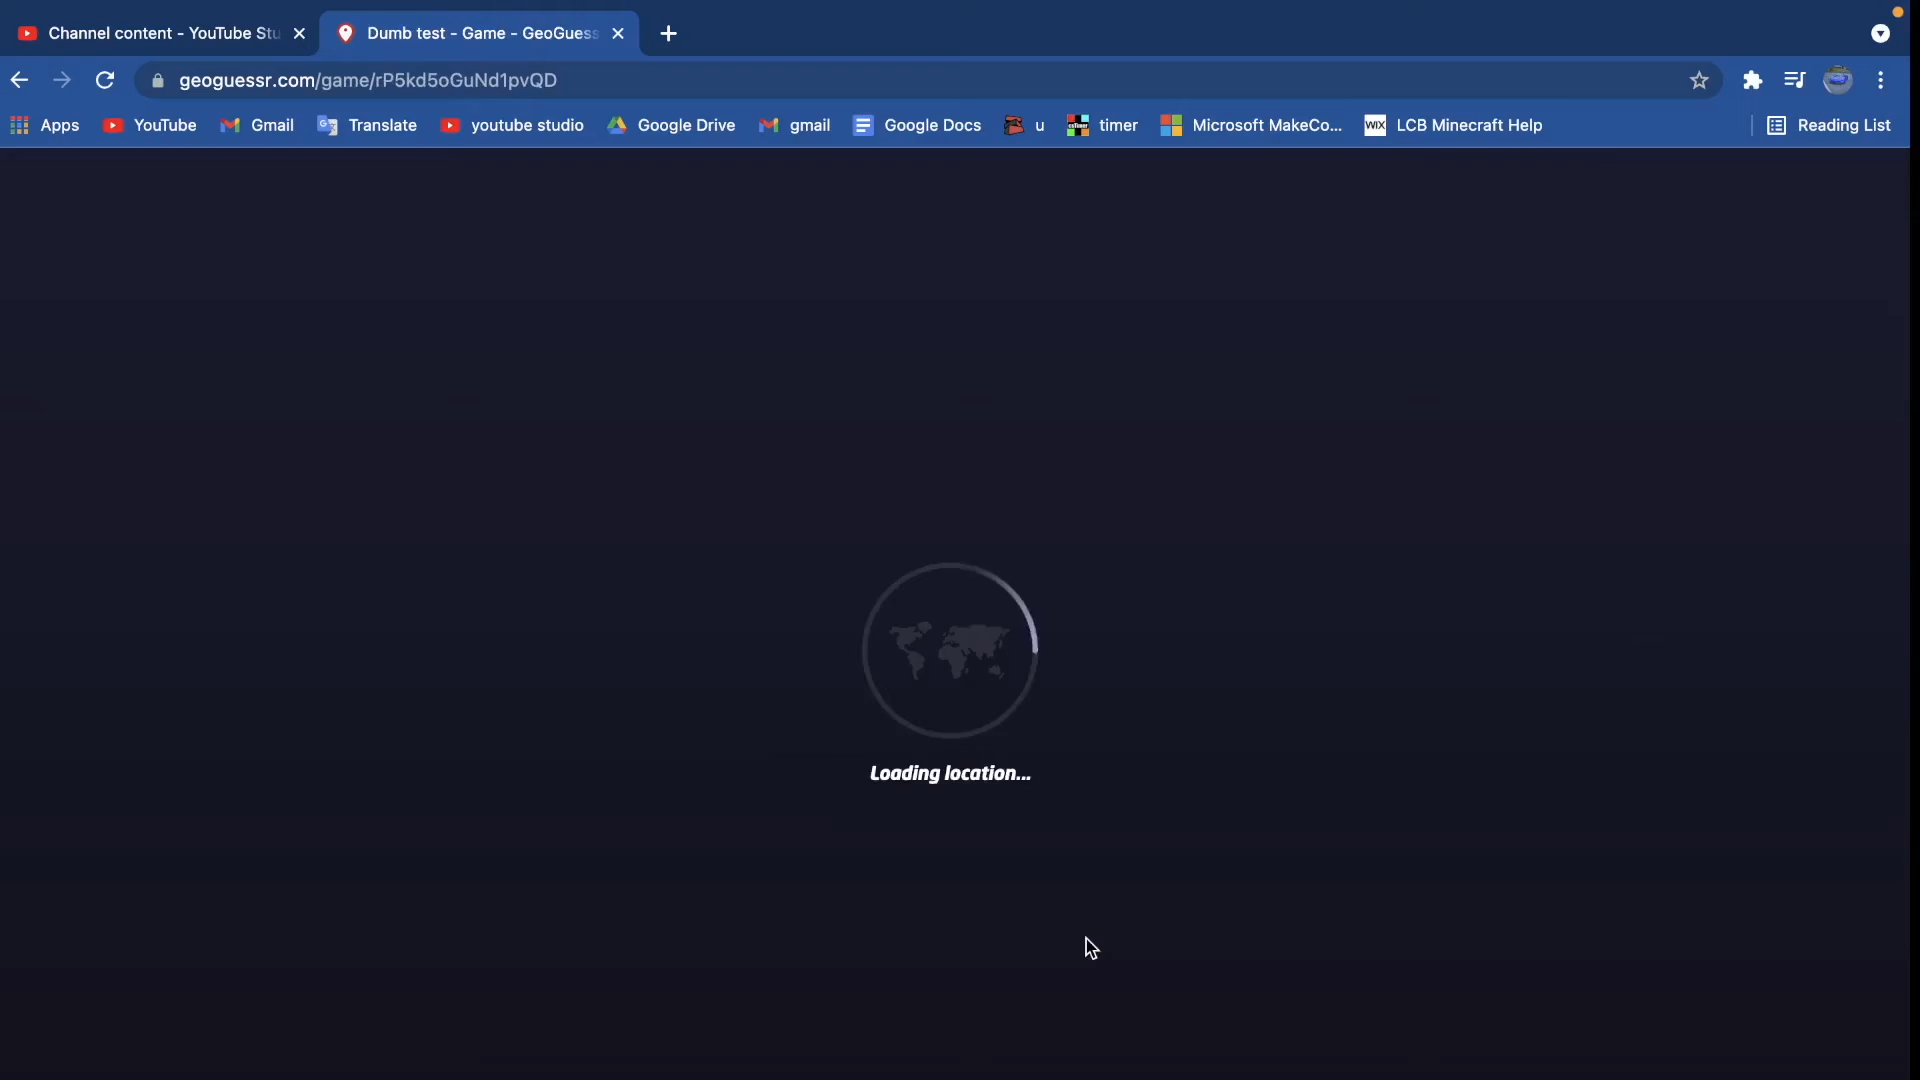 Channel content - YouTube Stu
Dumb test - Game - GeoGuess
geoguessr.com/game/rP5kd5oGuNd1pvQD
Apps YouTube Gmail Translate youtube studio Google Drive gmail Google Docs u timer Microsoft MakeCo... WIX LCB Minecraft Help Reading List
Loading location...